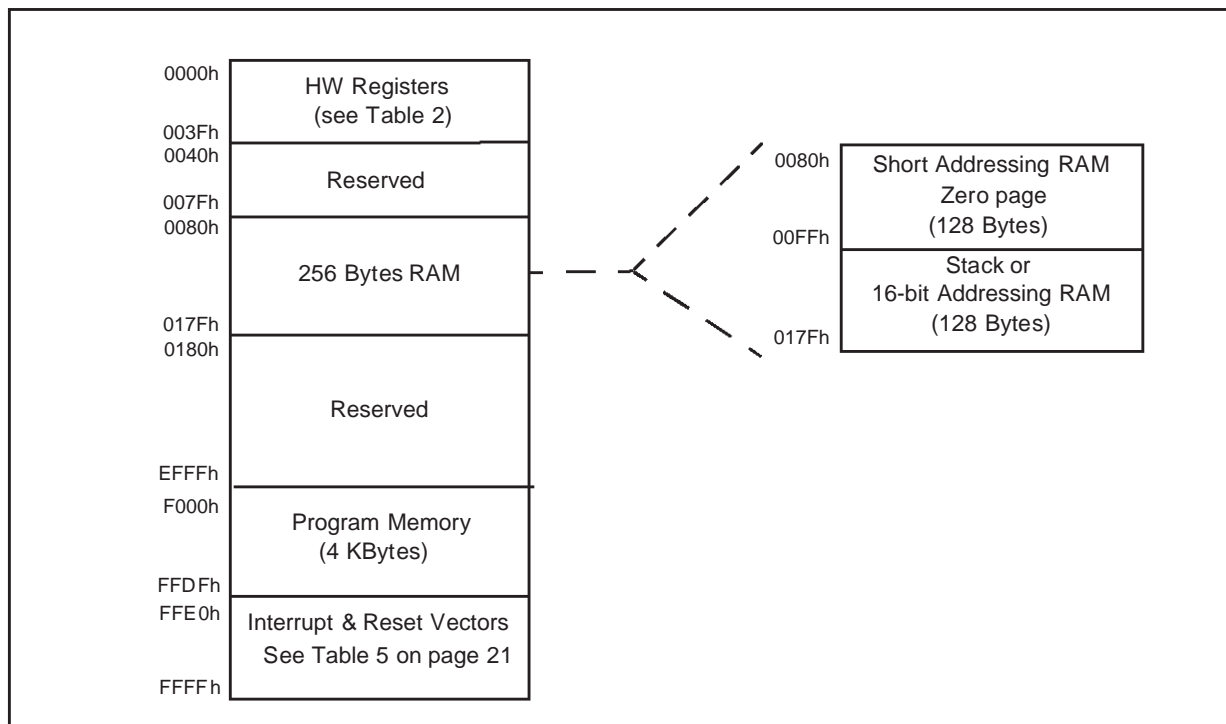 0000h
HW Registers
(see Table 2)
003Fh
0040h
Reserved
007Fh
0080h
256 Bytes RAM
017Fh
0180h
Reserved
EFFFh
F000h
Program Memory
(4 KBytes)
FFDFh
FFE0h
Interrupt & Reset Vectors
See Table 5 on page 21
FFFFh
0080h
Short Addressing RAM
Zero page
(128 Bytes)
00FFh
Stack or
16-bit Addressing RAM
(128 Bytes)
017Fh